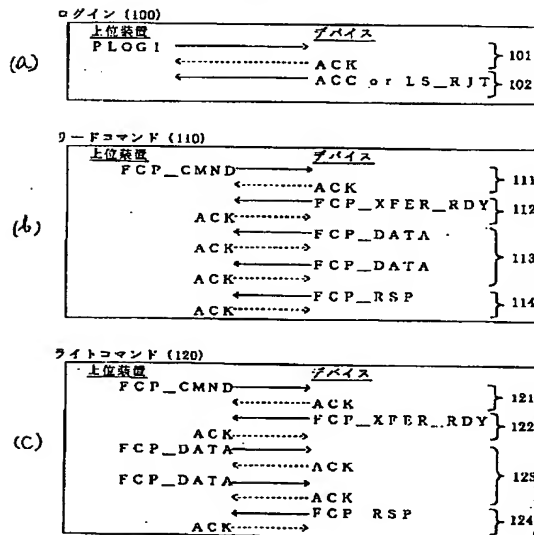 ログイン (100)
上位装置 デバイス
(a)
PLOGI
ACK
101
ACC or LS_RJT
102
リードコマンド (110)
上位装置 デバイス
(b)
FCP_CMND
ACK
111
FCP_XFER_RDY
ACK
112
FCP_DATA
ACK
FCP_DATA
ACK
113
FCP_RSP
ACK
114
ライトコマンド (120)
上位装置 デバイス
(C)
FCP_CMND
ACK
121
FCP_XFER_RDY
ACK
122
FCP_DATA
ACK
FCP_DATA
ACK
123
FCP_RSP
ACK
124